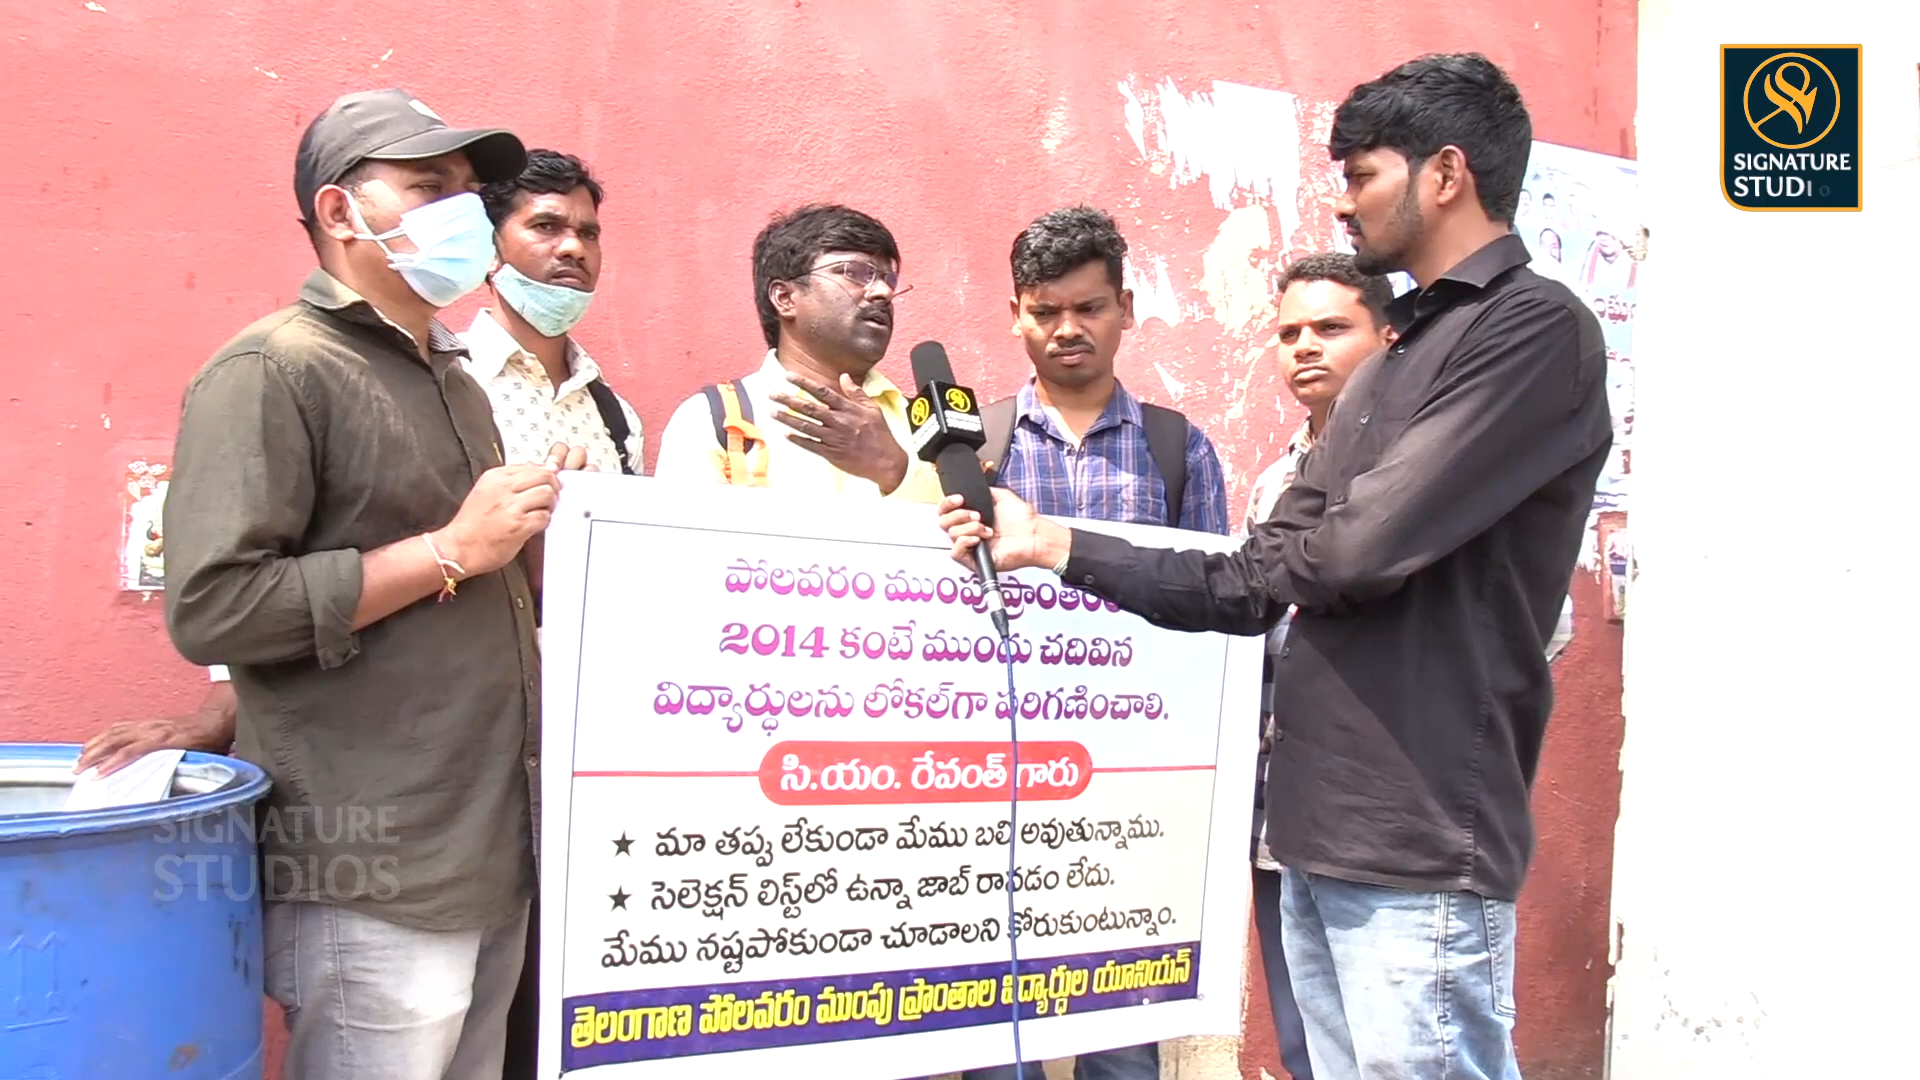 SIGNATURE
STUDI
పోలవరం ముంపు ప్రాంతంలో
2014 కంటే ముందు చదివిన
విద్యార్థులను లోకల్‌గా పరిగణించాలి.
సి.యం. రేవంత్ గారు
★ మా తప్పు లేకుండా మేము బలి అవుతున్నాము.
★ సెలెక్షన్ లిస్ట్‌లో ఉన్నా జాబ్ రావడం లేదు.
మేము నష్టపోకుండా చూడాలని కోరుకుంటున్నాం.
తెలంగాణ పోలవరం ముంపు ప్రాంతాల విద్యార్థుల యూనియన్
SIGNATURE
STUDIOS